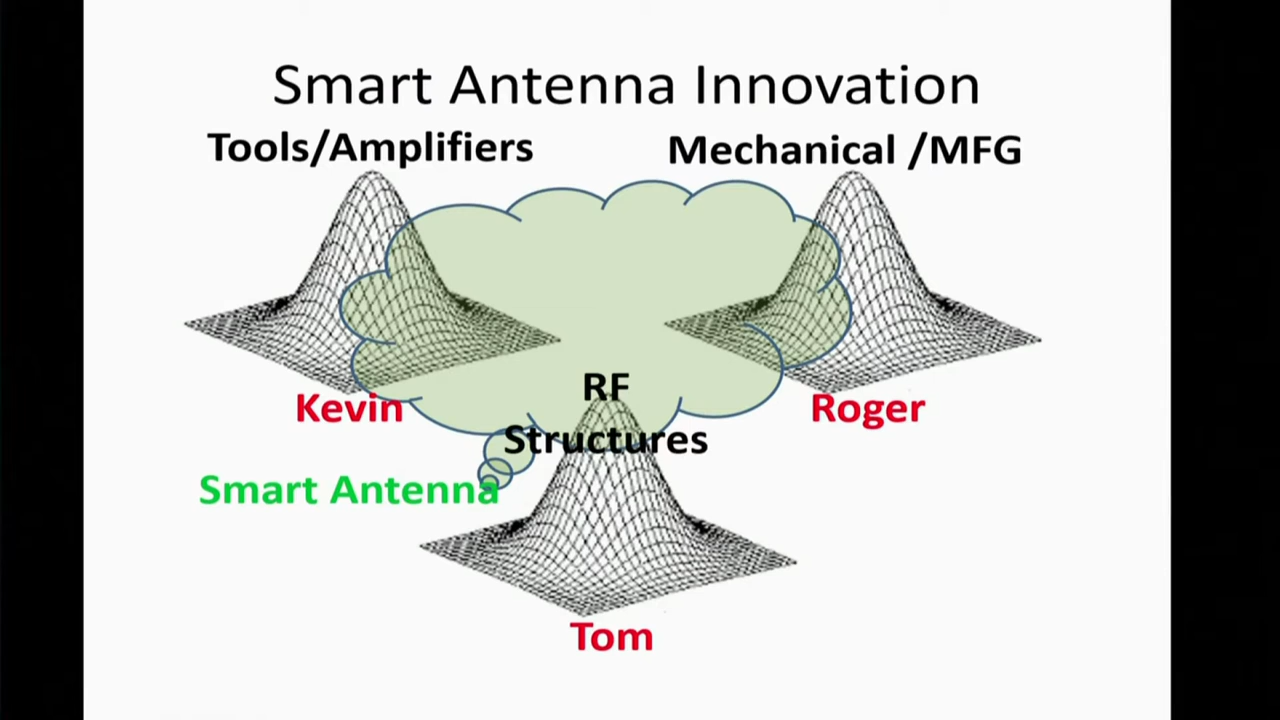 Smart Antenna Innovation
Tools/Amplifiers
Mechanical /MFG
RF
Structures
Kevin
Roger
Smart Antenna
Tom